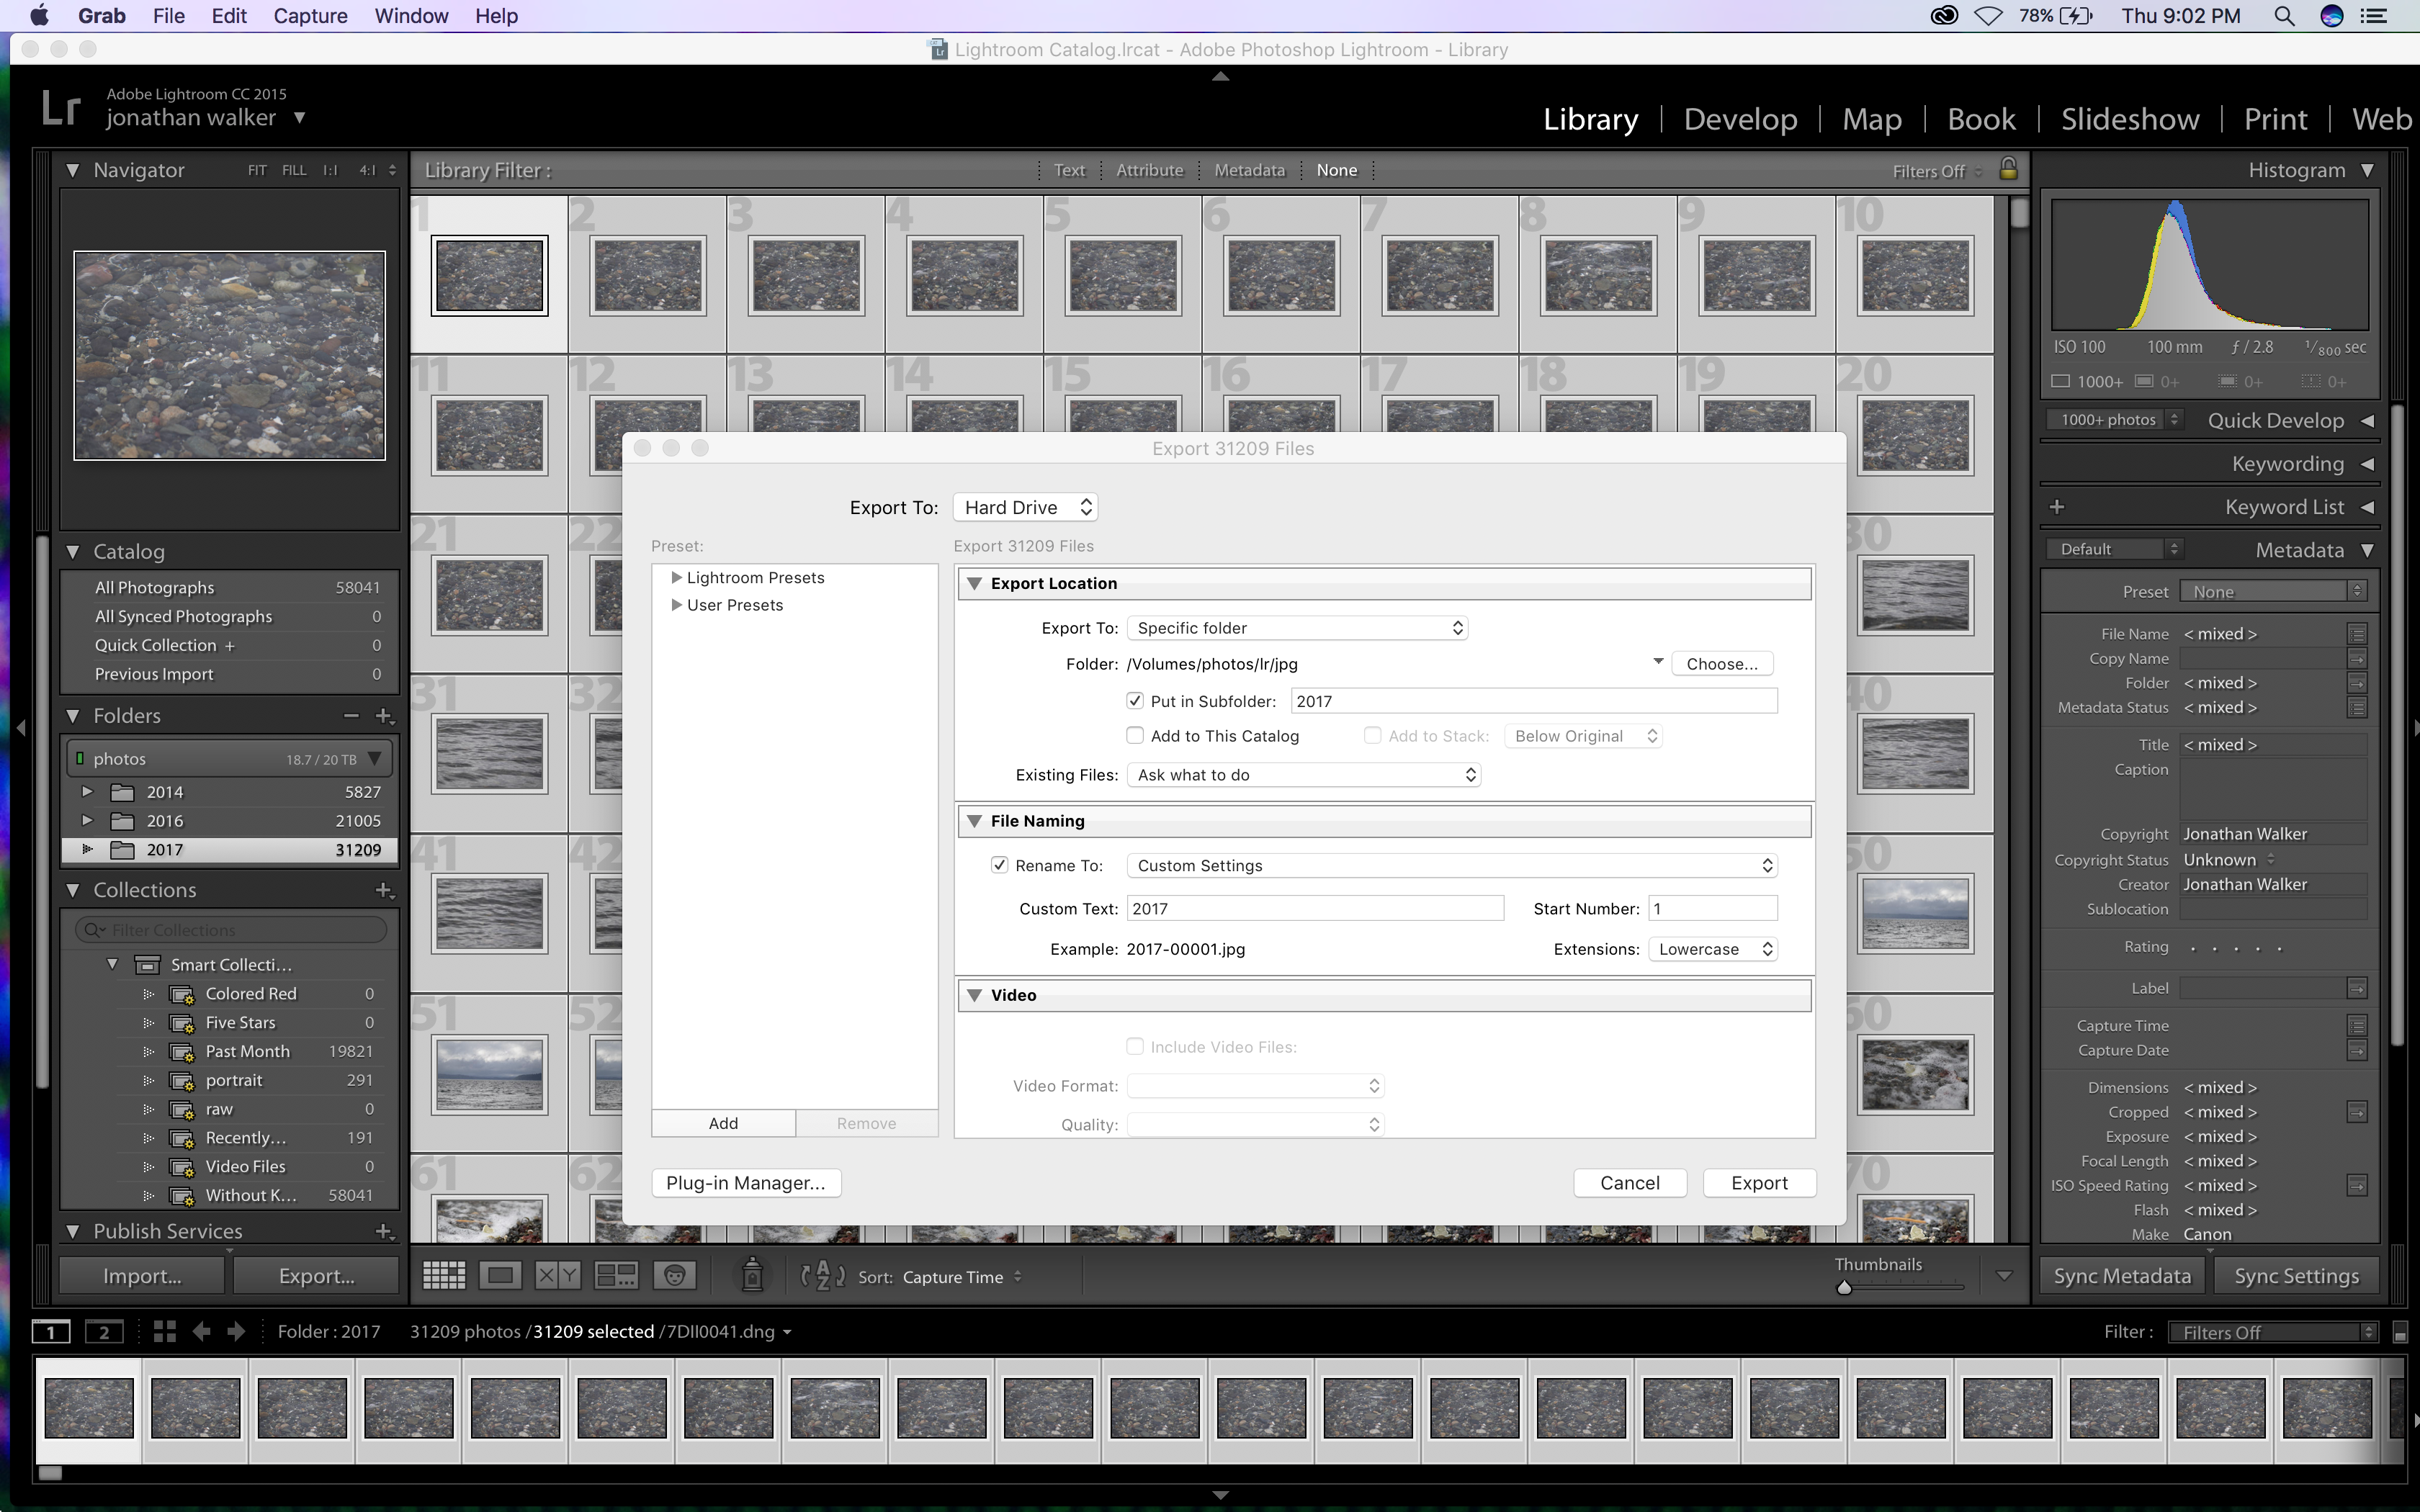 Grab File Edit Capture Window Help 78% Thu 9:02 PM
Lightroom Catalog.lrcat - Adobe Photoshop Lightroom - Library
Lr Adobe Lightroom CC 2015
jonathan walker
Library | Develop | Map | Book | Slideshow | Print | Web
Navigator FIT FILL 1:1 4:1
Library Filter : Text Attribute Metadata None Filters Off
Histogram
1 2 3 4 5 6 7 8 9 10
ISO 100 100 mm ƒ / 2.8 1/800 sec
1000+ 0+ 0+ 0+
11 12 13 14 15 16 17 18 19 20
1000+ photos Quick Develop
Keywording
Keyword List
Default Metadata
21 22 30
31 32 40
41 42 50
51 52 60
61 62 70
Catalog
All Photographs 58041
All Synced Photographs 0
Quick Collection + 0
Previous Import 0
Folders
photos 18.7 / 20 TB
2014 5827
2016 21005
2017 31209
Collections
Filter Collections
Smart Collecti...
Colored Red 0
Five Stars 0
Past Month 19821
portrait 291
raw 0
Recently... 191
Video Files 0
Without K... 58041
Publish Services
Import... Export...
Export 31209 Files
Export To: Hard Drive
Preset:
Lightroom Presets
User Presets
Add Remove
Export 31209 Files
Export Location
Export To: Specific folder
Folder: /Volumes/photos/lr/jpg Choose...
Put in Subfolder: 2017
Add to This Catalog Add to Stack: Below Original
Existing Files: Ask what to do
File Naming
Rename To: Custom Settings
Custom Text: 2017 Start Number: 1
Example: 2017-00001.jpg Extensions: Lowercase
Video
Include Video Files:
Video Format:
Quality:
Plug-in Manager... Cancel Export
Preset None
File Name < mixed >
Copy Name
Folder < mixed >
Metadata Status < mixed >
Title < mixed >
Caption
Copyright Jonathan Walker
Copyright Status Unknown
Creator Jonathan Walker
Sublocation
Rating
Label
Capture Time
Capture Date
Dimensions < mixed >
Cropped < mixed >
Exposure < mixed >
Focal Length < mixed >
ISO Speed Rating < mixed >
Flash < mixed >
Make Canon
XY AZ Sort: Capture Time Thumbnails
Sync Metadata Sync Settings
1 2 Folder : 2017 31209 photos /31209 selected /7DII0041.dng Filter : Filters Off